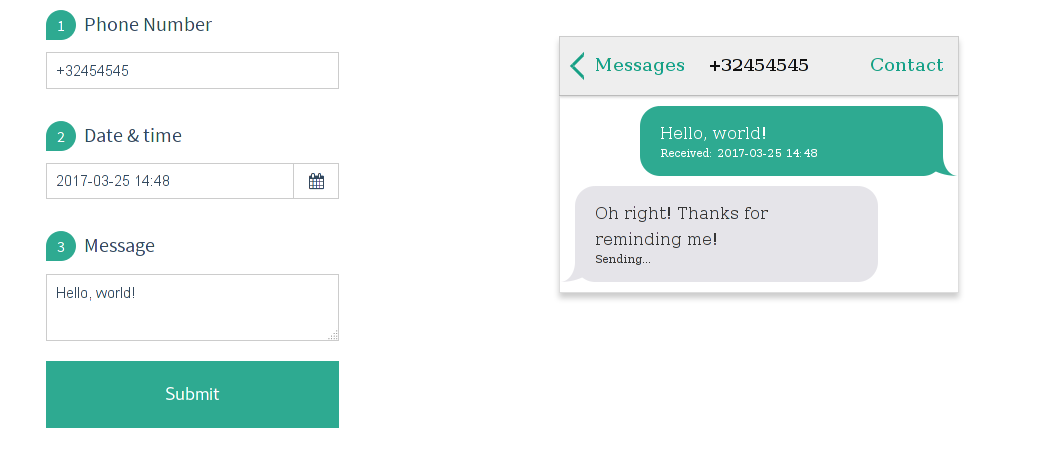 1 Phone Number
+32454545
2 Date & time
2017-03-25 14:48
3 Message
Hello, world!
Submit
Messages +32454545 Contact
Hello, world!
Received: 2017-03-25 14:48
Oh right! Thanks for
reminding me!
Sending...